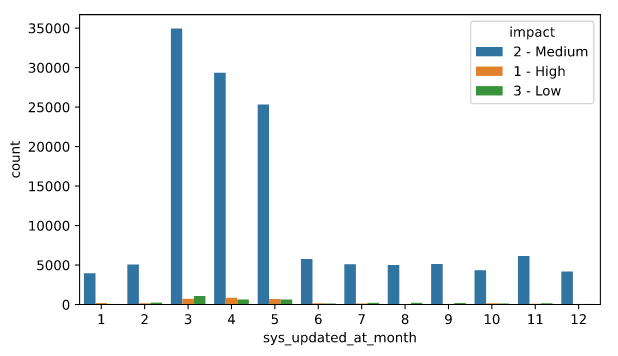 35000
30000
25000
20000
15000
10000
5000
0
count
impact
2 - Medium
1 - High
3 - Low
1 2 3 4 5 6 7 8 9 10 11 12
sys_updated_at_month